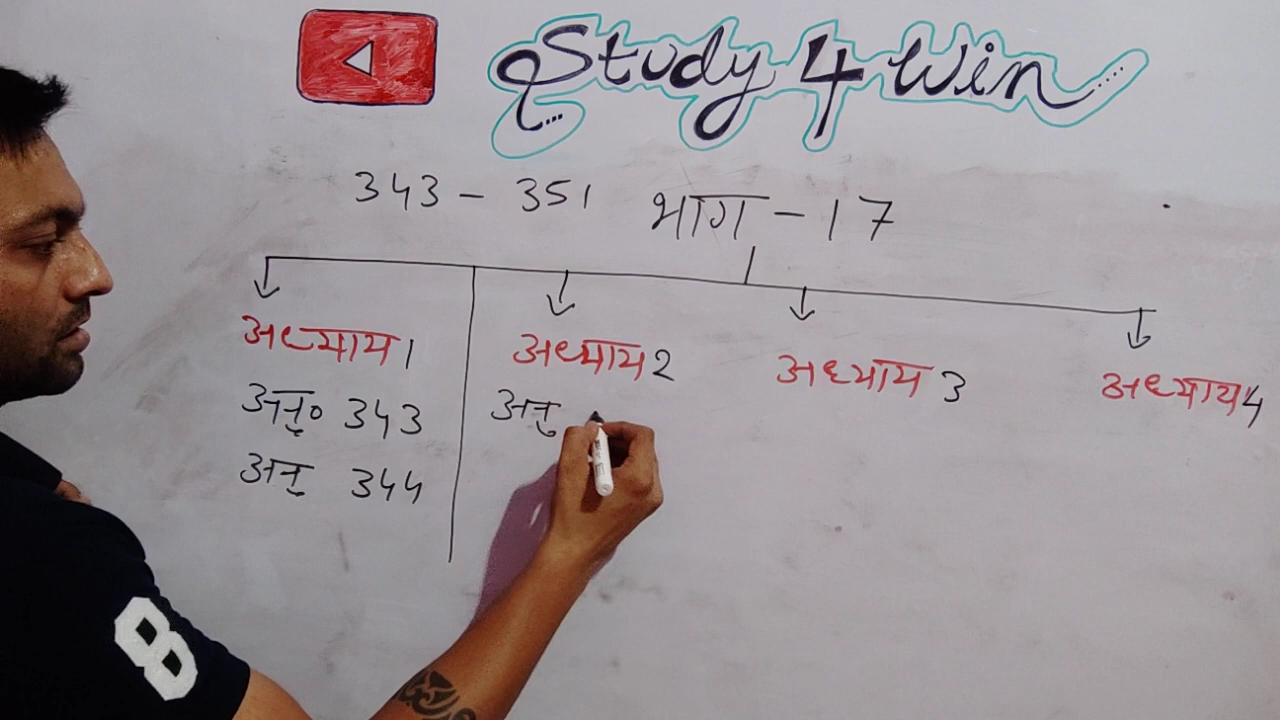 Study 4 Win
343 - 351 भाग - 17
अध्याय 1
अध्याय 2
अध्याय 3
अध्याय 4
अनु० 343
अनु 344
अनु
8